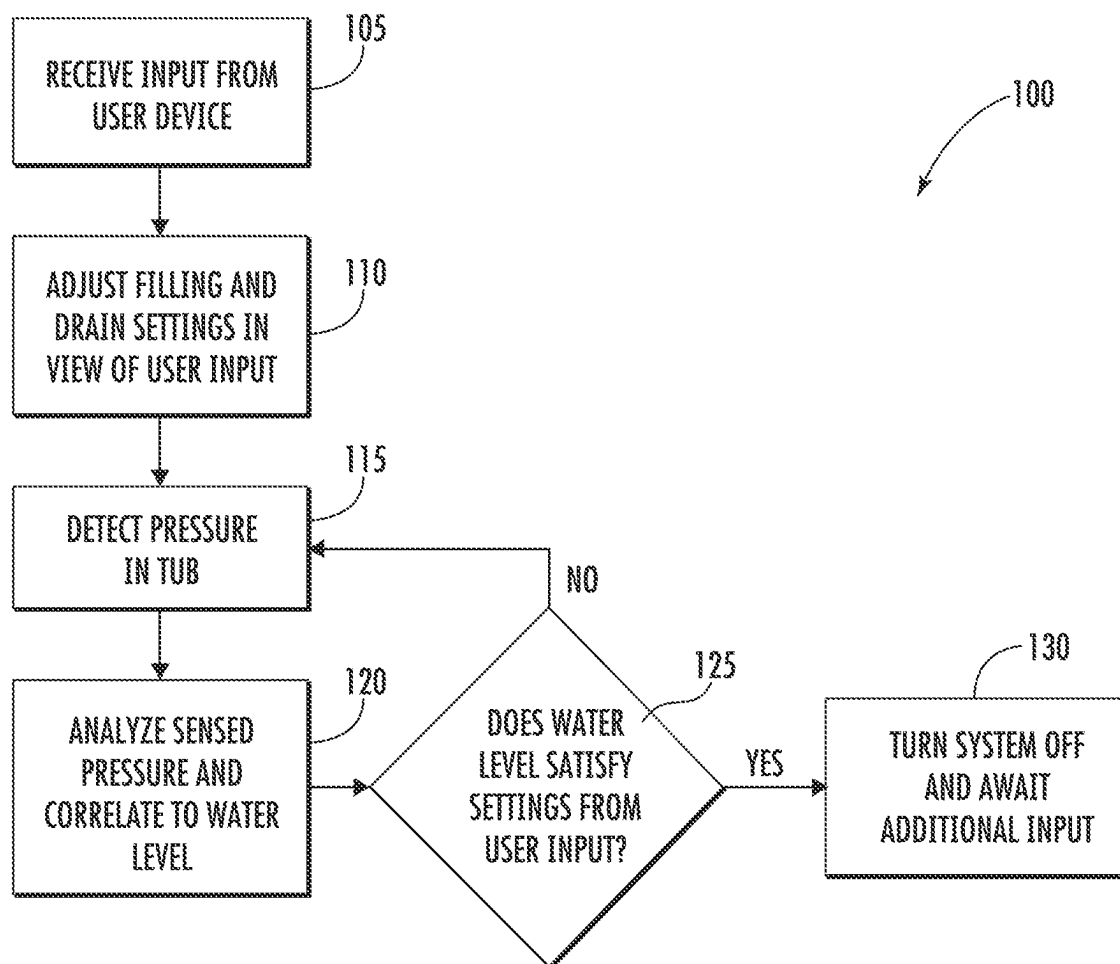 105
RECEIVE INPUT FROM
USER DEVICE
100
110
ADJUST FILLING AND
DRAIN SETTINGS IN
VIEW OF USER INPUT
115
DETECT PRESSURE
IN TUB
NO
120
ANALYZE SENSED
PRESSURE AND
CORRELATE TO WATER
LEVEL
125
DOES WATER
LEVEL SATISFY
SETTINGS FROM
USER INPUT?
YES
130
TURN SYSTEM OFF
AND AWAIT
ADDITIONAL INPUT